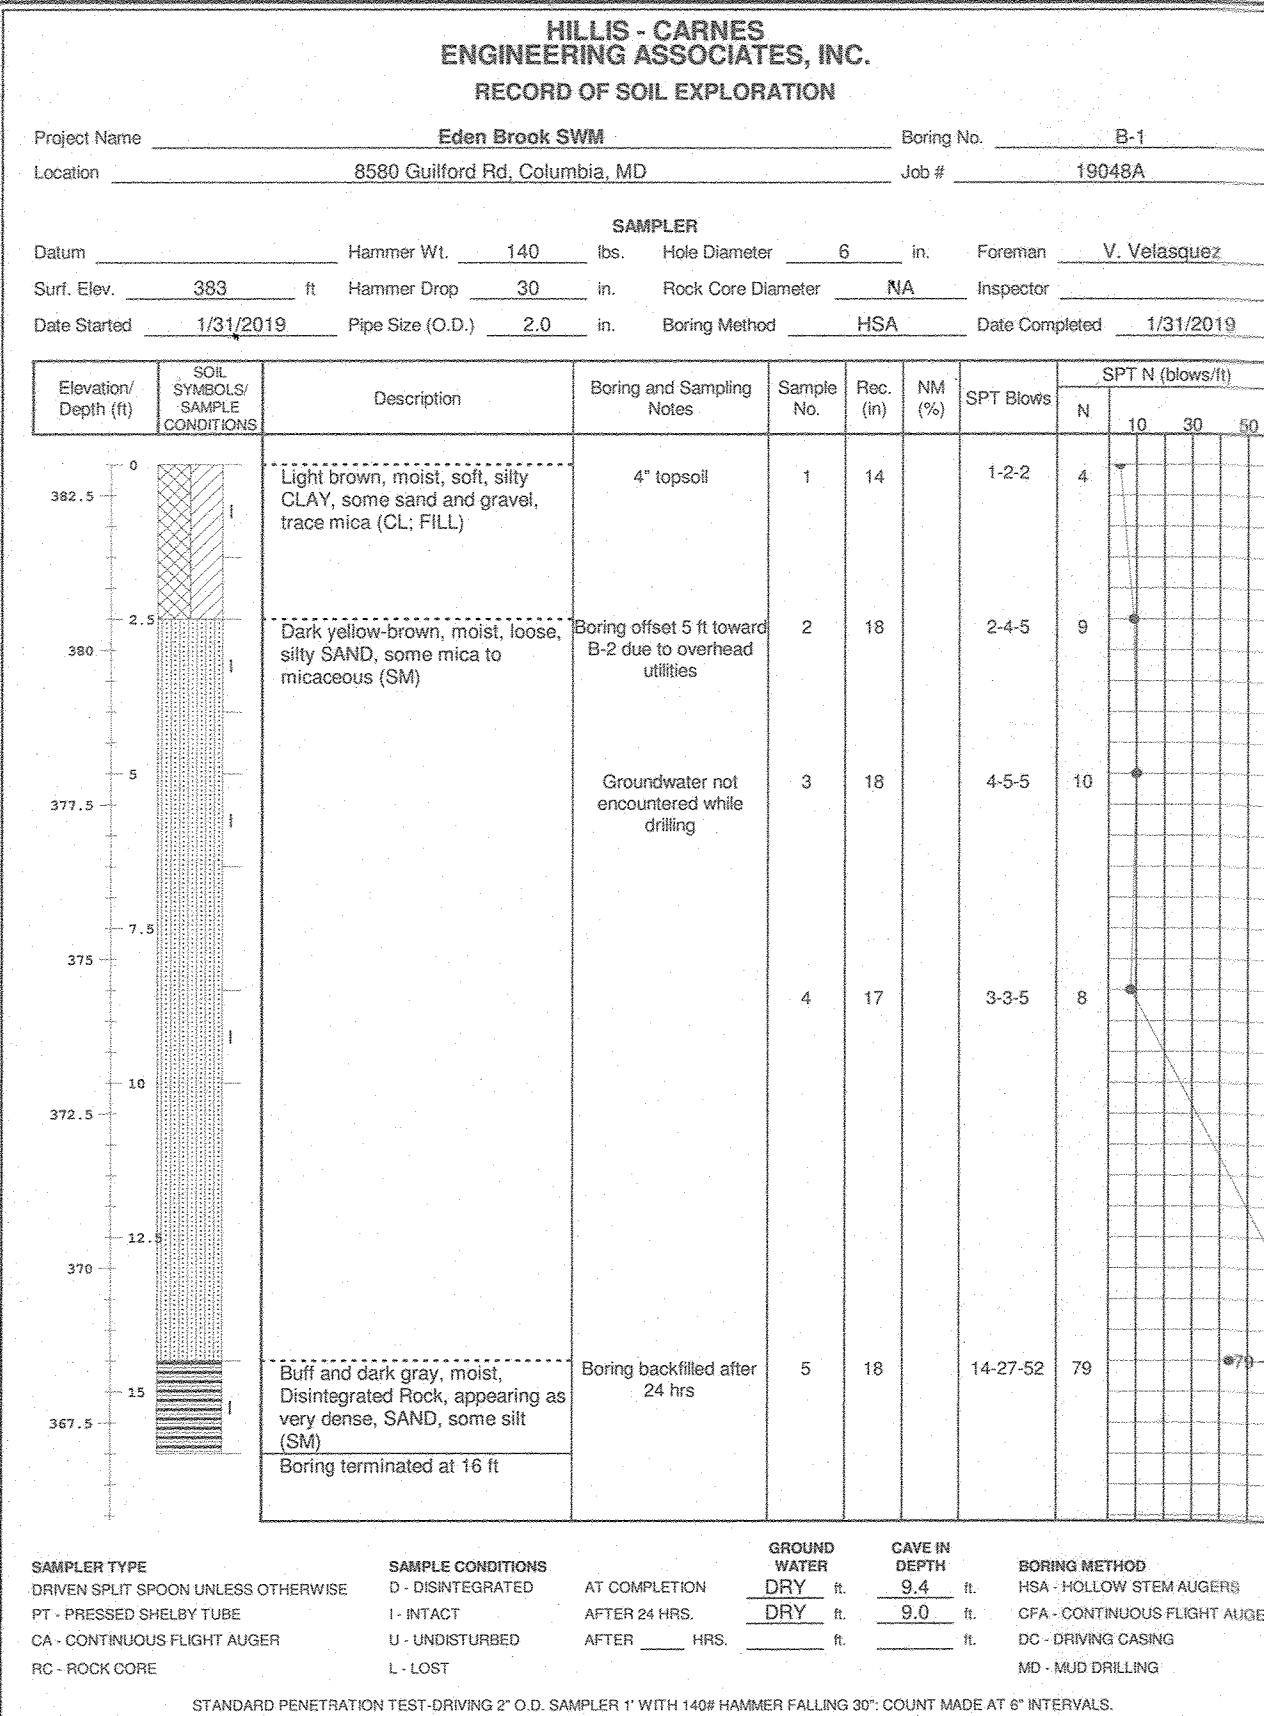 HILLIS - CARNES
ENGINEERING ASSOCIATES, INC.
RECORD OF SOIL EXPLORATION
Project Name Eden Brook SWM Boring No. B-1
Location 8580 Guilford Rd, Columbia, MD Job # 19048A
SAMPLER
Datum Hammer Wt. 140 lbs. Hole Diameter 6 in. Foreman V. Velasquez
Surf. Elev. 383 ft Hammer Drop 30 in. Rock Core Diameter NA Inspector
Date Started 1/31/2019 Pipe Size (O.D.) 2.0 in. Boring Method HSA Date Completed 1/31/2019
Elevation/
Depth (ft)
SOIL
SYMBOLS/
SAMPLE
CONDITIONS
Description
Boring and Sampling
Notes
Sample
No.
Rec.
(in)
NM
(%)
SPT Blows
SPT N (blows/ft)
N
10 30 50
0
382.5
Light brown, moist, soft, silty
CLAY, some sand and gravel,
trace mica (CL; FILL)
4" topsoil
1 14 1-2-2 4
I
2.5
380
Dark yellow-brown, moist, loose,
silty SAND, some mica to
micaceous (SM)
Boring offset 5 ft toward
B-2 due to overhead
utilities
2 18 2-4-5 9
I
5
377.5
Groundwater not
encountered while
drilling
3 18 4-5-5 10
I
7.5
375
4 17 3-3-5 8
I
10
372.5
12.5
370
Buff and dark gray, moist,
Disintegrated Rock, appearing as
very dense, SAND, some silt
(SM)
Boring backfilled after
24 hrs
5 18 14-27-52 79
79
15
I
367.5
Boring terminated at 16 ft
SAMPLER TYPE
DRIVEN SPLIT SPOON UNLESS OTHERWISE
PT - PRESSED SHELBY TUBE
CA - CONTINUOUS FLIGHT AUGER
RC - ROCK CORE
SAMPLE CONDITIONS
D - DISINTEGRATED
I - INTACT
U - UNDISTURBED
L - LOST
GROUND
WATER
CAVE IN
DEPTH
AT COMPLETION DRY ft. 9.4 ft.
AFTER 24 HRS. DRY ft. 9.0 ft.
AFTER HRS. ft. ft.
BORING METHOD
HSA - HOLLOW STEM AUGERS
CFA - CONTINUOUS FLIGHT AUGE
DC - DRIVING CASING
MD - MUD DRILLING
STANDARD PENETRATION TEST-DRIVING 2" O.D. SAMPLER 1' WITH 140# HAMMER FALLING 30": COUNT MADE AT 6" INTERVALS.